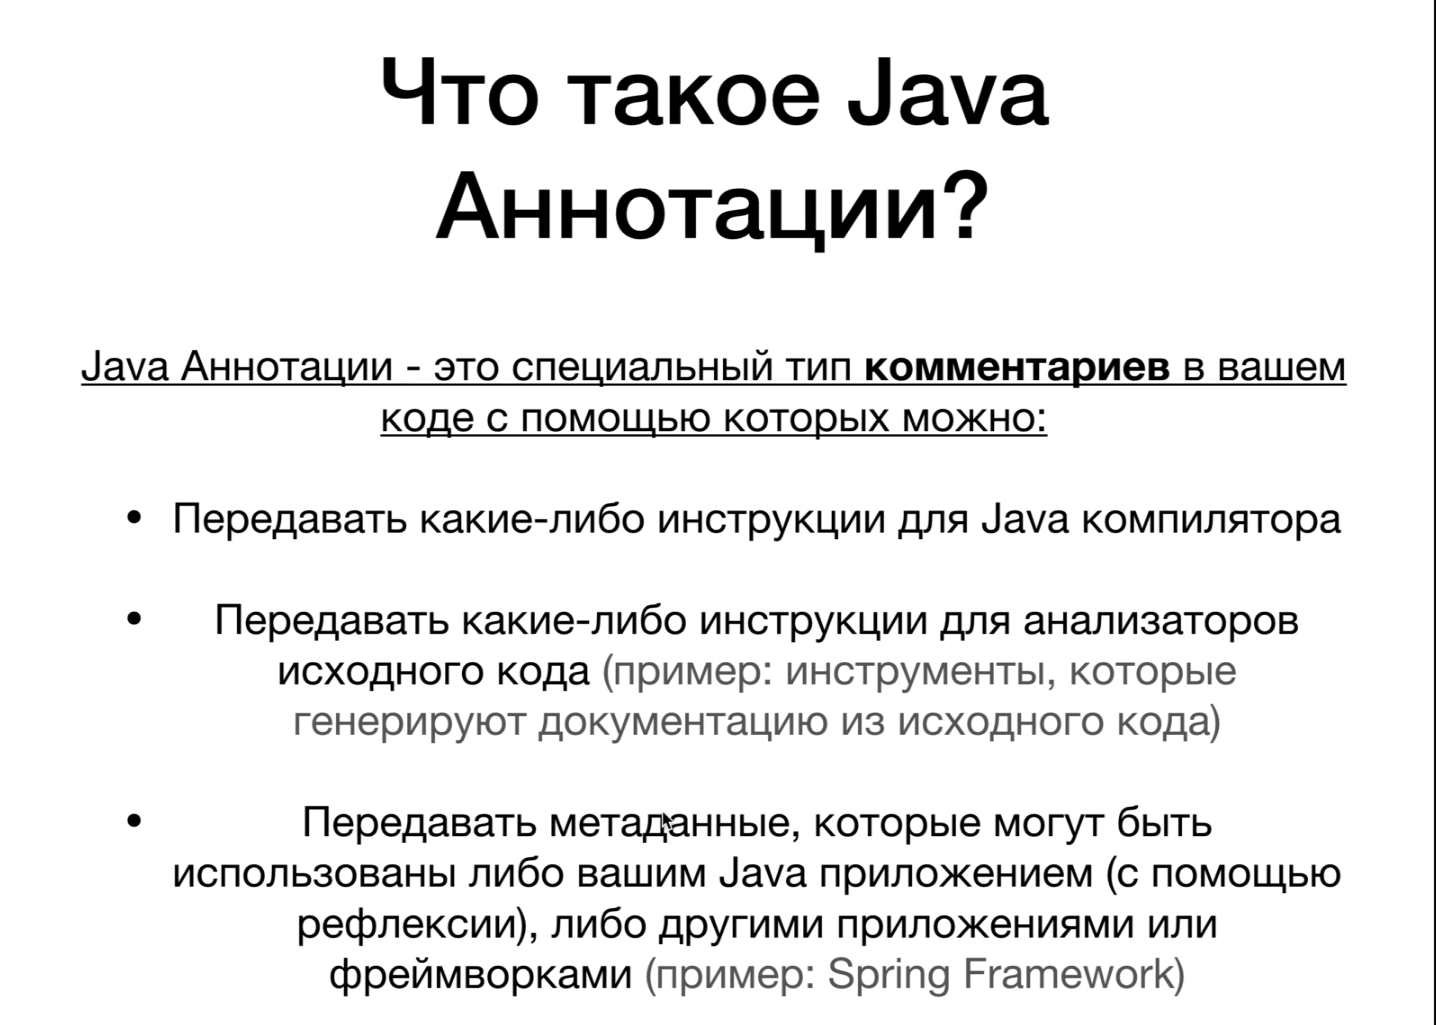 Что такое Java
Аннотации?
Java Аннотации - это специальный тип комментариев в вашем
коде с помощью которых можно:
• Передавать какие-либо инструкции для Java компилятора
• Передавать какие-либо инструкции для анализаторов
исходного кода (пример: инструменты, которые
генерируют документацию из исходного кода)
• Передавать метаданные, которые могут быть
использованы либо вашим Java приложением (с помощью
рефлексии), либо другими приложениями или
фреймворками (пример: Spring Framework)